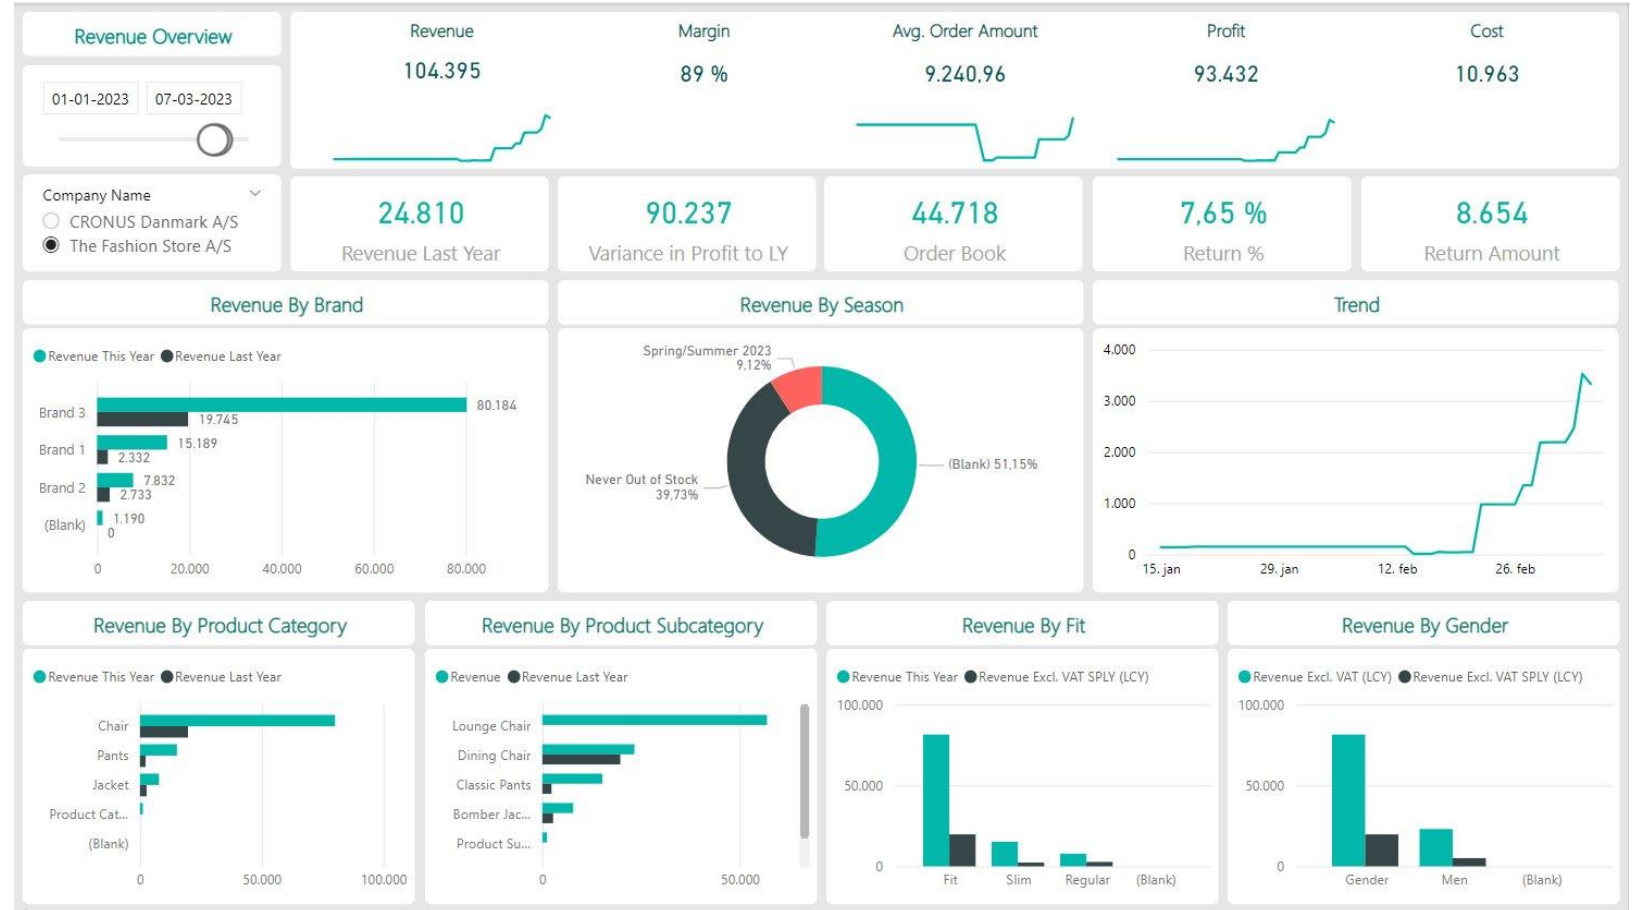 Revenue Overview
01-01-2023 07-03-2023
Company Name
CRONUS Danmark A/S
The Fashion Store A/S
Revenue
104.395
Margin
89 %
Avg. Order Amount
9.240,96
Profit
93.432
Cost
10.963
24.810
Revenue Last Year
90.237
Variance in Profit to LY
44.718
Order Book
7,65 %
Return %
8.654
Return Amount
Revenue By Brand
Revenue This Year Revenue Last Year
Brand 3
80.184
19.745
Brand 1
15.189
2.332
Brand 2
7.832
2.733
(Blank)
1.190
0
0 20.000 40.000 60.000 80.000
Revenue By Season
Spring/Summer 2023
9,12%
(Blank) 51,15%
Never Out of Stock
39,73%
Trend
4.000
3.000
2.000
1.000
0
15. jan 29. jan 12. feb 26. feb
Revenue By Product Category
Revenue This Year Revenue Last Year
Chair
Pants
Jacket
Product Cat...
(Blank)
0 50.000 100.000
Revenue By Product Subcategory
Revenue Revenue Last Year
Lounge Chair
Dining Chair
Classic Pants
Bomber Jac...
Product Su...
0 50.000
Revenue By Fit
Revenue This Year Revenue Excl. VAT SPLY (LCY)
100.000
50.000
0
Fit Slim Regular (Blank)
Revenue By Gender
Revenue Excl. VAT (LCY) Revenue Excl. VAT SPLY (LCY)
100.000
50.000
0
Gender Men (Blank)